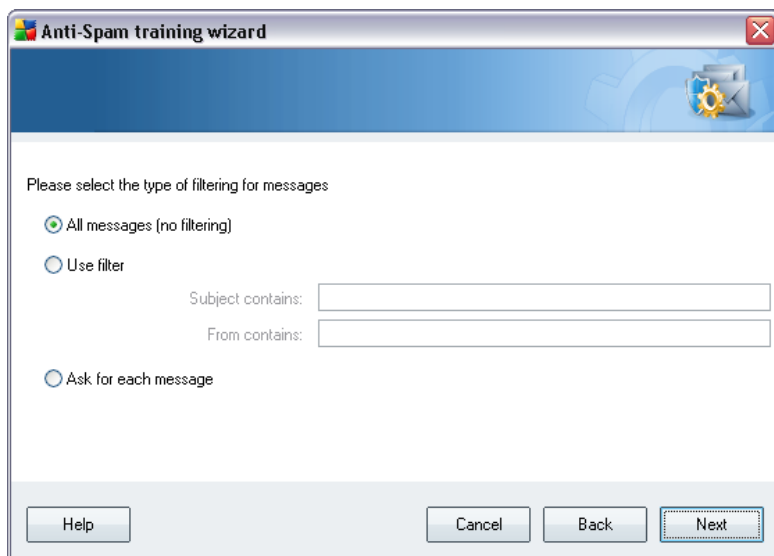 Anti-Spam training wizard
Please select the type of filtering for messages
All messages (no filtering)
Use filter
Subject contains:
From contains:
Ask for each message
Help Cancel Back Next